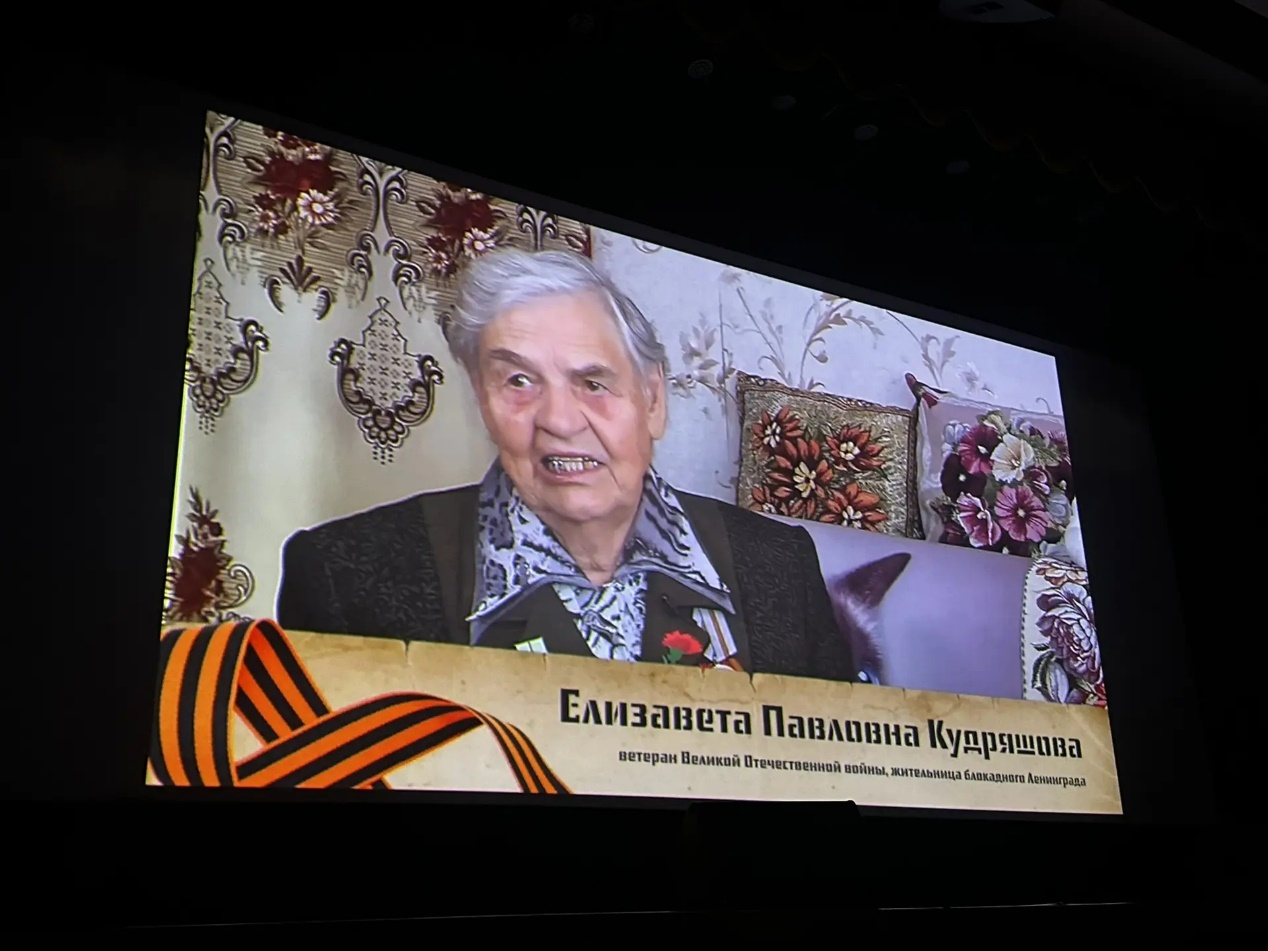 Елизавета Павловна Кудряшова
ветеран Великой Отечественной войны, жительница блокадного Ленинграда